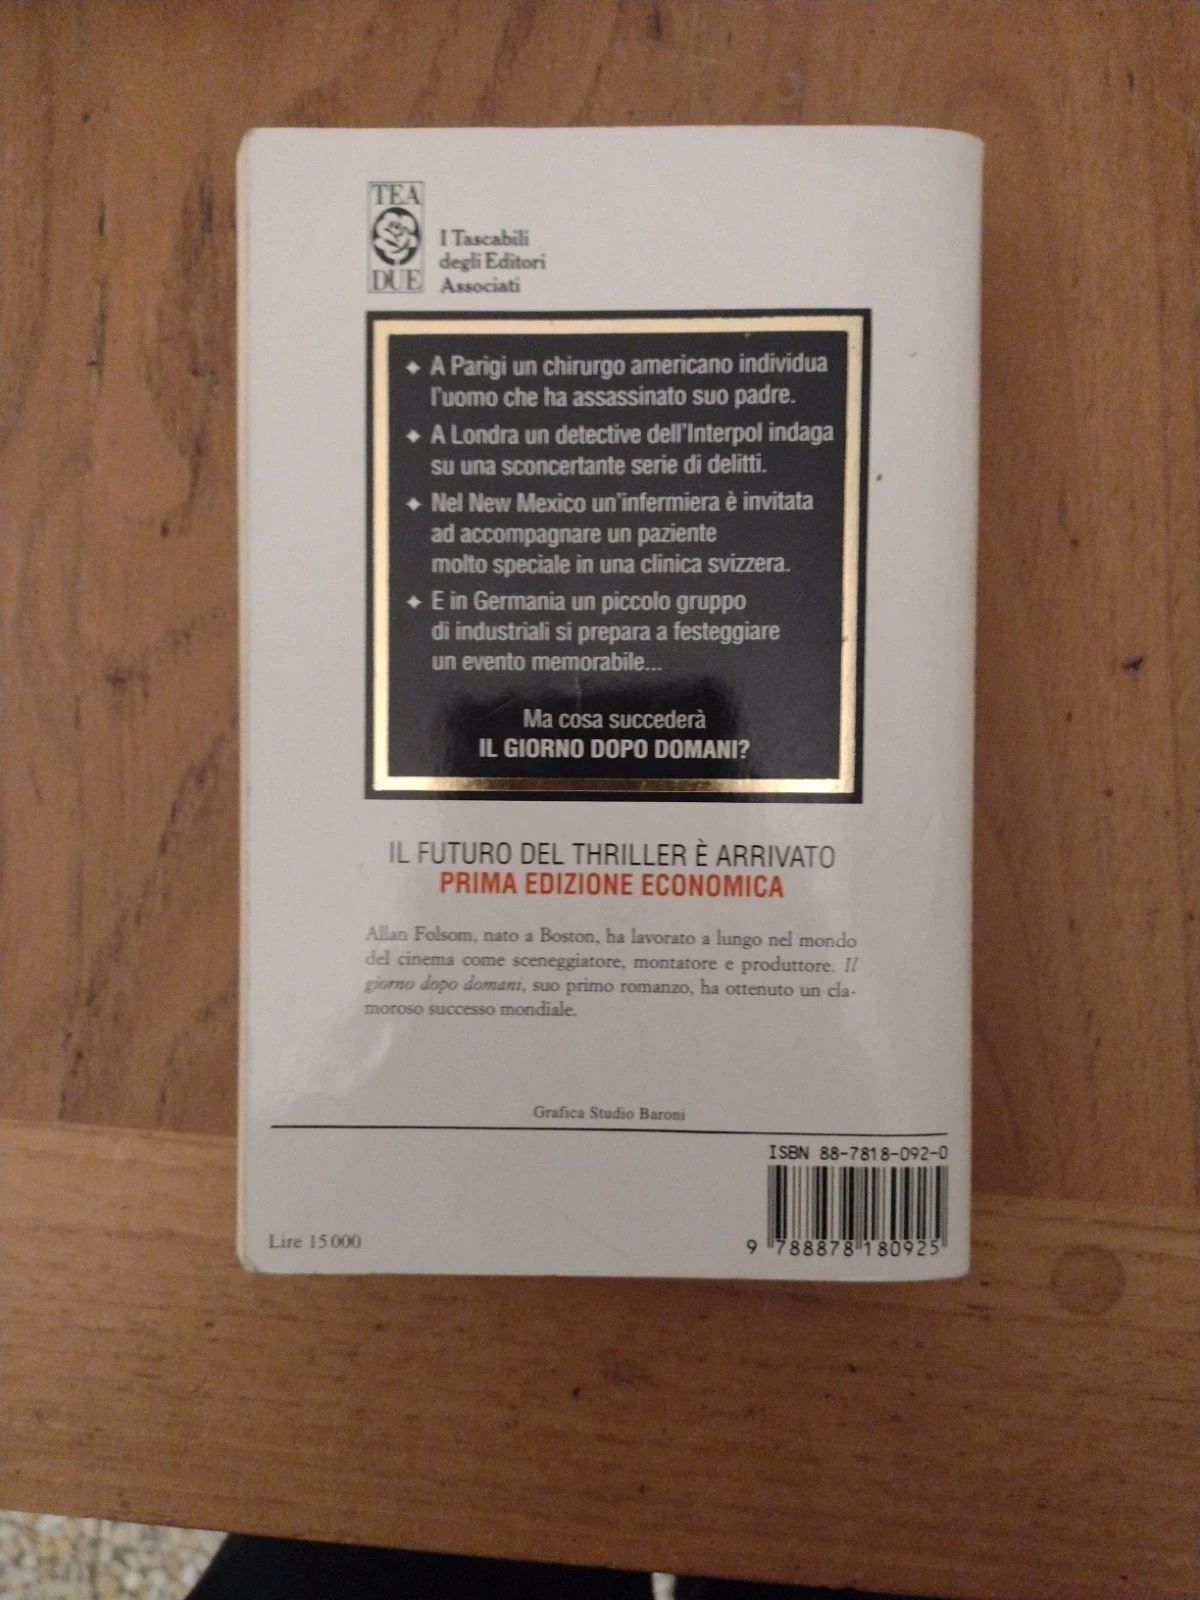 TEA
DUE
I Tascabili
degli Editori
Associati
✦ A Parigi un chirurgo americano individua
l'uomo che ha assassinato suo padre.
✦ A Londra un detective dell'Interpol indaga
su una sconcertante serie di delitti.
✦ Nel New Mexico un'infermiera è invitata
ad accompagnare un paziente
molto speciale in una clinica svizzera.
✦ E in Germania un piccolo gruppo
di industriali si prepara a festeggiare
un evento memorabile...
Ma cosa succederà
IL GIORNO DOPO DOMANI?
IL FUTURO DEL THRILLER È ARRIVATO
PRIMA EDIZIONE ECONOMICA
Allan Folsom, nato a Boston, ha lavorato a lungo nel mondo
del cinema come sceneggiatore, montatore e produttore. Il
giorno dopo domani, suo primo romanzo, ha ottenuto un cla-
moroso successo mondiale.
Grafica Studio Baroni
ISBN 88-7818-092-0
Lire 15 000
9 788878 180925